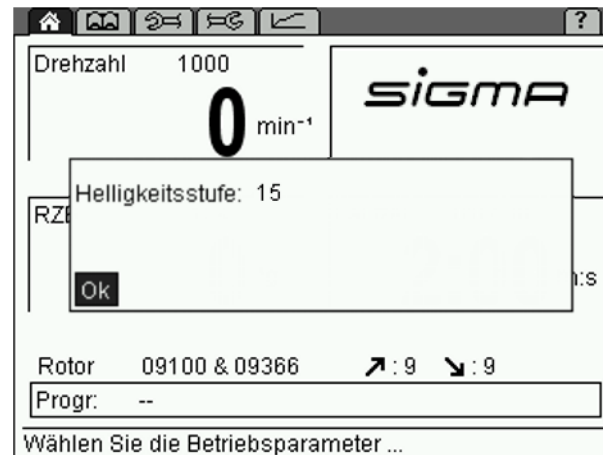 ?
Drehzahl 1000
0 min⁻¹
sigma
Helligkeitsstufe: 15
RZB
n:s
Ok
Rotor 09100 & 09366 ↗ : 9 ↘ : 9
Progr: --
Wählen Sie die Betriebsparameter ...